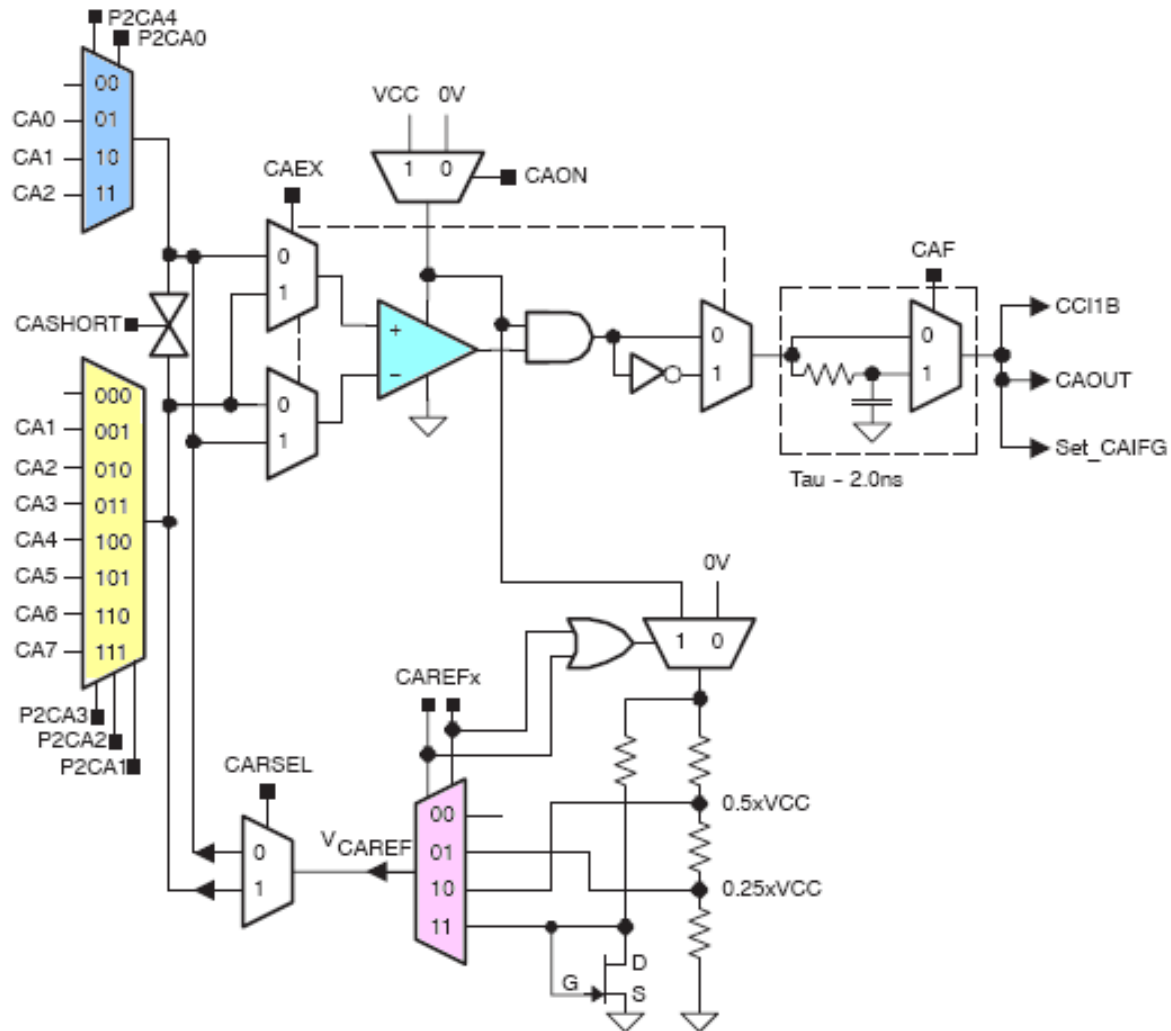 P2CA4
P2CA0
00
CA0 01
CA1 10
CA2 11
VCC 0V
1 0
CAON
CAEX
0
1
CASHORT
+
−
0
1
0
1
CAF
0
1
CCI1B
CAOUT
Set_CAIFG
Tau - 2.0ns
000
CA1 001
CA2 010
CA3 011
CA4 100
CA5 101
CA6 110
CA7 111
P2CA3
P2CA2
P2CA1
0V
1 0
CAREFx
CARSEL
0
1
VCAREF
00
01
10
11
0.5xVCC
0.25xVCC
D
G
S